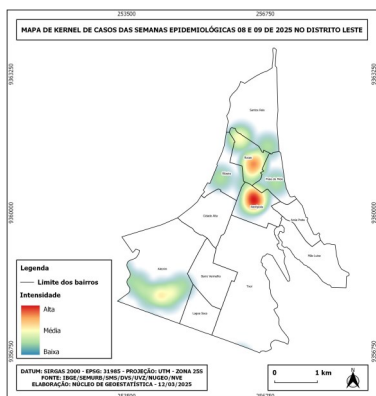 253500 256750
MAPA DE KERNEL DE CASOS DAS SEMANAS EPIDEMIOLÓGICAS 08 E 09 DE 2025 NO DISTRITO LESTE
9363250 9363250
Santos Reis
Rocas
Ribeira
Praia do Meio
Petrópolis
9360000 9360000
Areia Preta
Cidade Alta
Mãe Luiza
Alecrim
Barro Vermelho
Tirol
Lagoa Seca
Legenda
Limite dos bairros
Intensidade
Alta
Média
Baixa
9356750 9356750
DATUM: SIRGAS 2000 - EPSG: 31985 - PROJEÇÃO: UTM - ZONA 25S
FONTE: IBGE/SEMURB/SMS/DVS/UVZ/NUGEO/NVE
ELABORAÇÃO: NÚCLEO DE GEOESTATÍSTICA - 12/03/2025
0 1 km
253500 256750